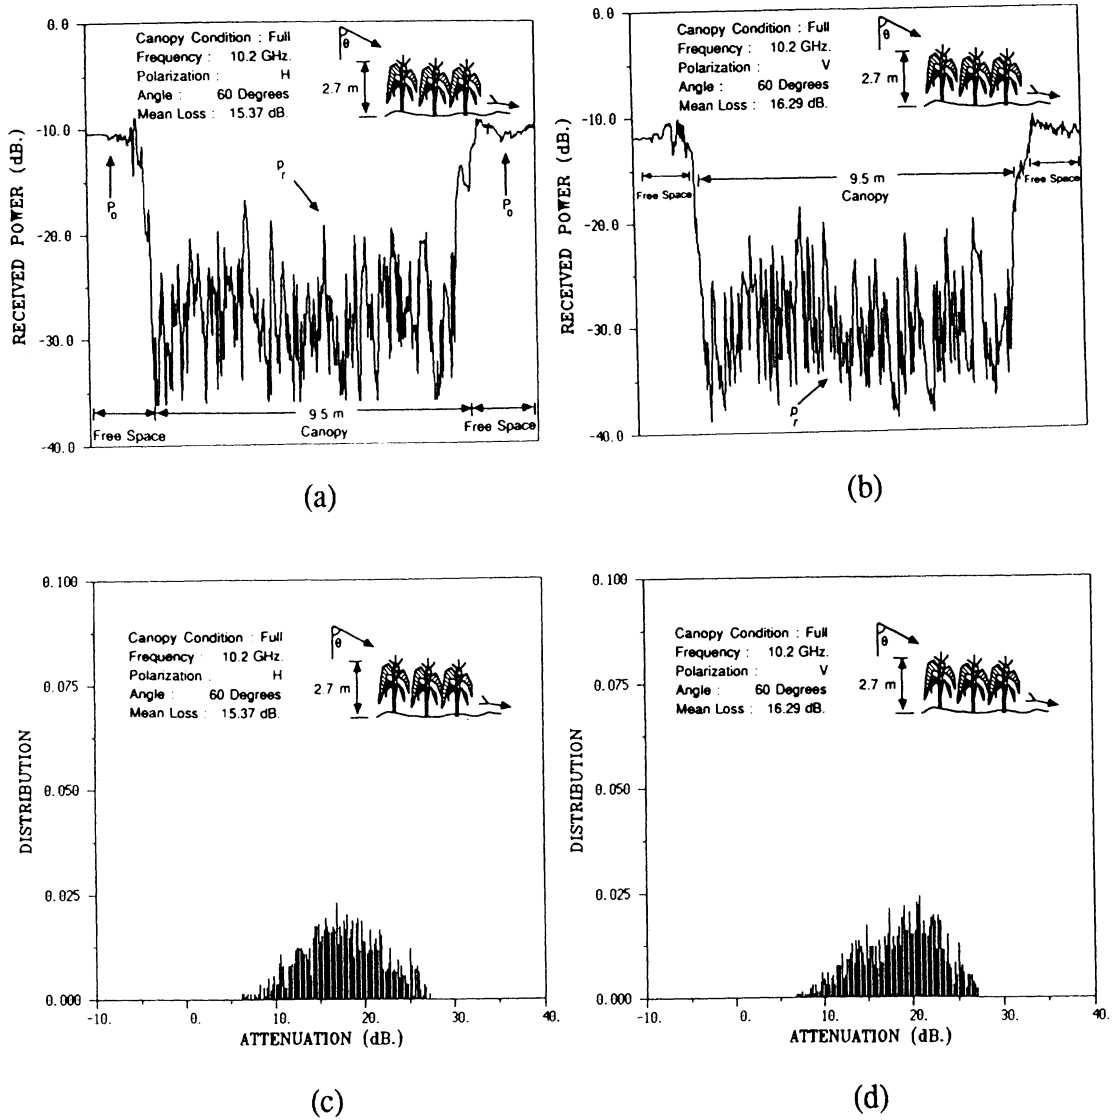 0.0
-10.0
-20.0
-30.0
-40.0
RECEIVED POWER (dB.)
Canopy Condition : Full
Frequency : 10.2 GHz.
Polarization : H
Angle : 60 Degrees
Mean Loss : 15.37 dB.
θ
2.7 m
Po
Pr
Po
9.5 m
Free Space
Canopy
Free Space
(a)
0.0
-10.0
-20.0
-30.0
-40.0
RECEIVED POWER (dB.)
Canopy Condition : Full
Frequency : 10.2 GHz.
Polarization : V
Angle : 60 Degrees
Mean Loss : 16.29 dB.
θ
2.7 m
Free Space
9.5 m
Canopy
Free Space
Pr
(b)
0.100
0.075
0.050
0.025
0.000
DISTRIBUTION
Canopy Condition : Full
Frequency : 10.2 GHz.
Polarization : H
Angle : 60 Degrees
Mean Loss : 15.37 dB.
θ
2.7 m
-10. 0. 10. 20. 30. 40.
ATTENUATION (dB.)
(c)
0.100
0.075
0.050
0.025
0.000
DISTRIBUTION
Canopy Condition : Full
Frequency : 10.2 GHz.
Polarization : V
Angle : 60 Degrees
Mean Loss : 16.29 dB.
θ
2.7 m
-10. 0. 10. 20. 30. 40.
ATTENUATION (dB.)
(d)